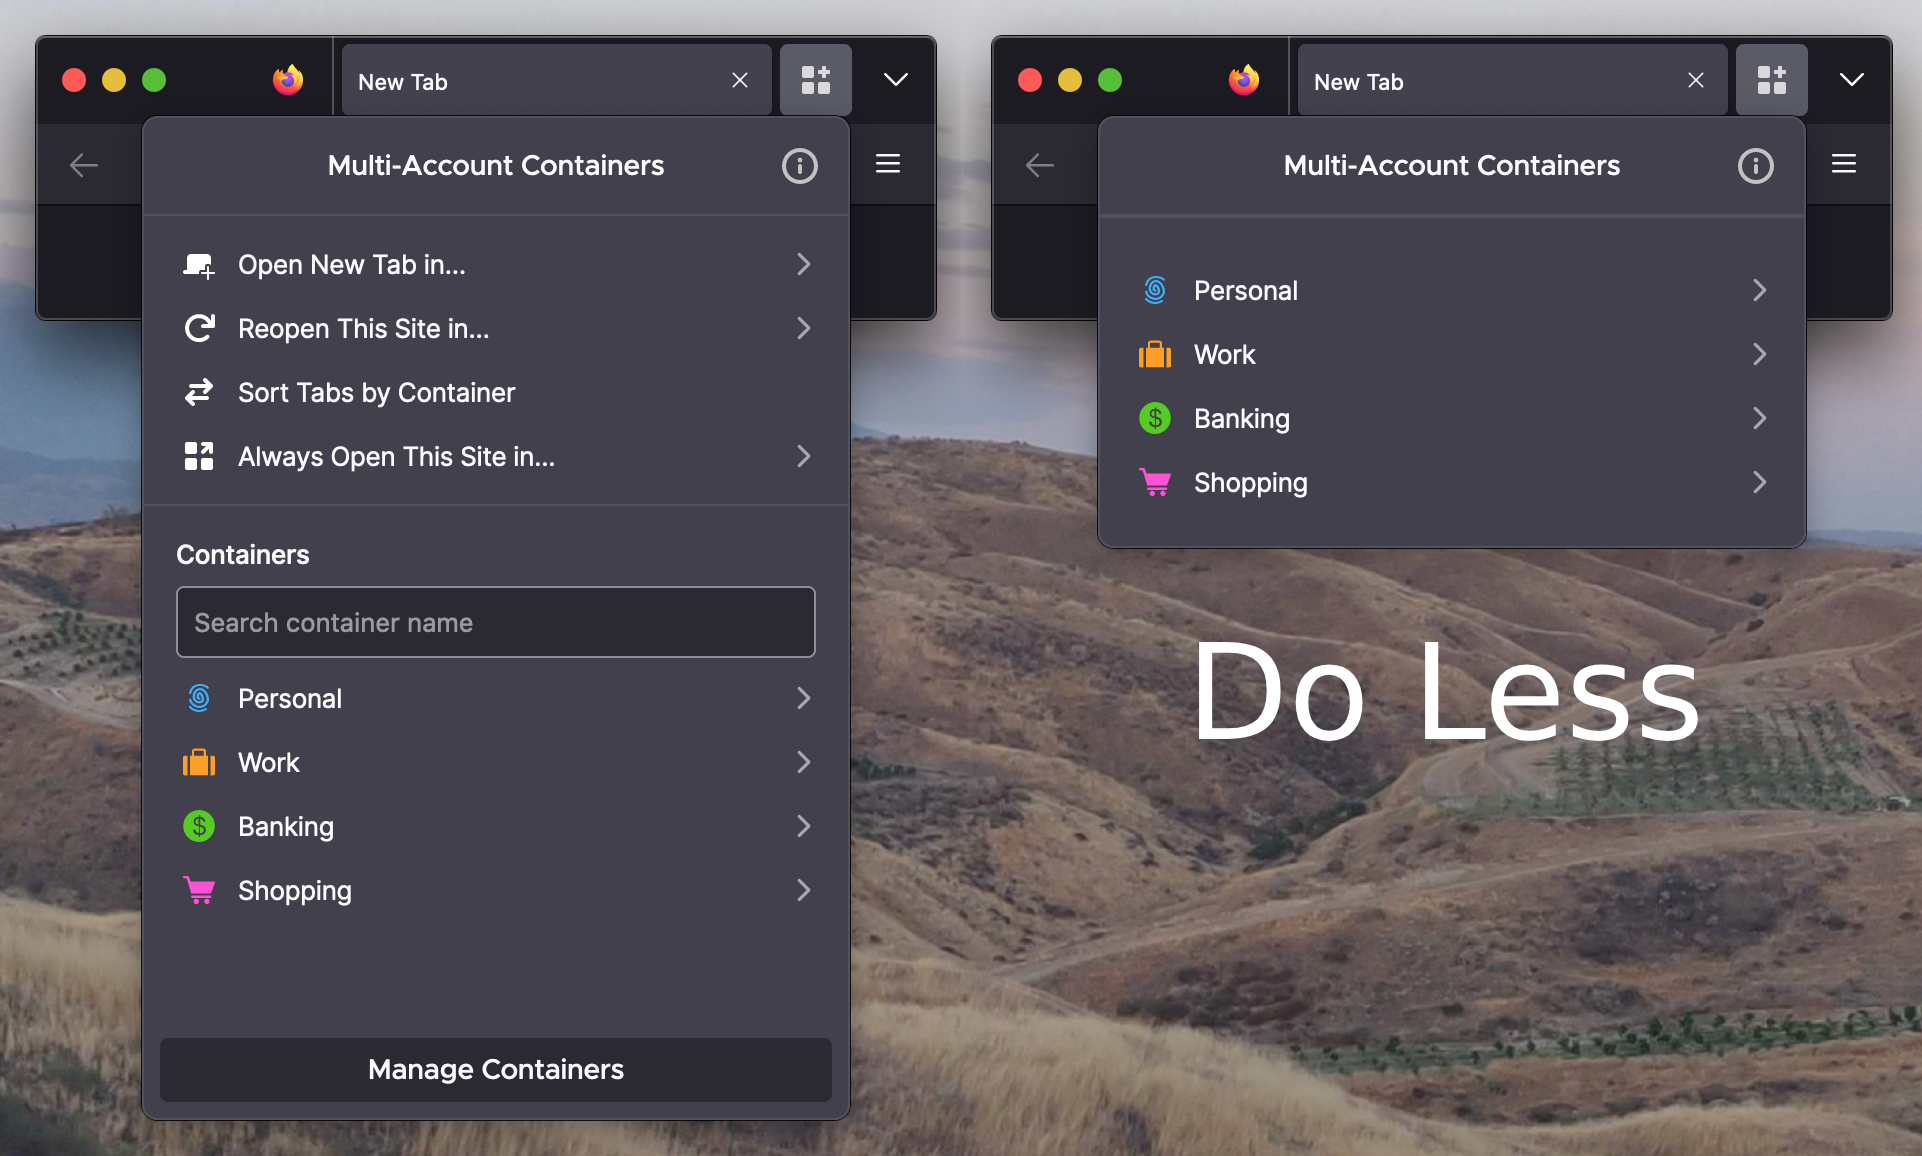 New Tab
Multi-Account Containers
Open New Tab in...
Reopen This Site in...
Sort Tabs by Container
Always Open This Site in...
Containers
Search container name
Personal
Work
Banking
Shopping
Manage Containers
New Tab
Multi-Account Containers
Personal
Work
Banking
Shopping
Do Less